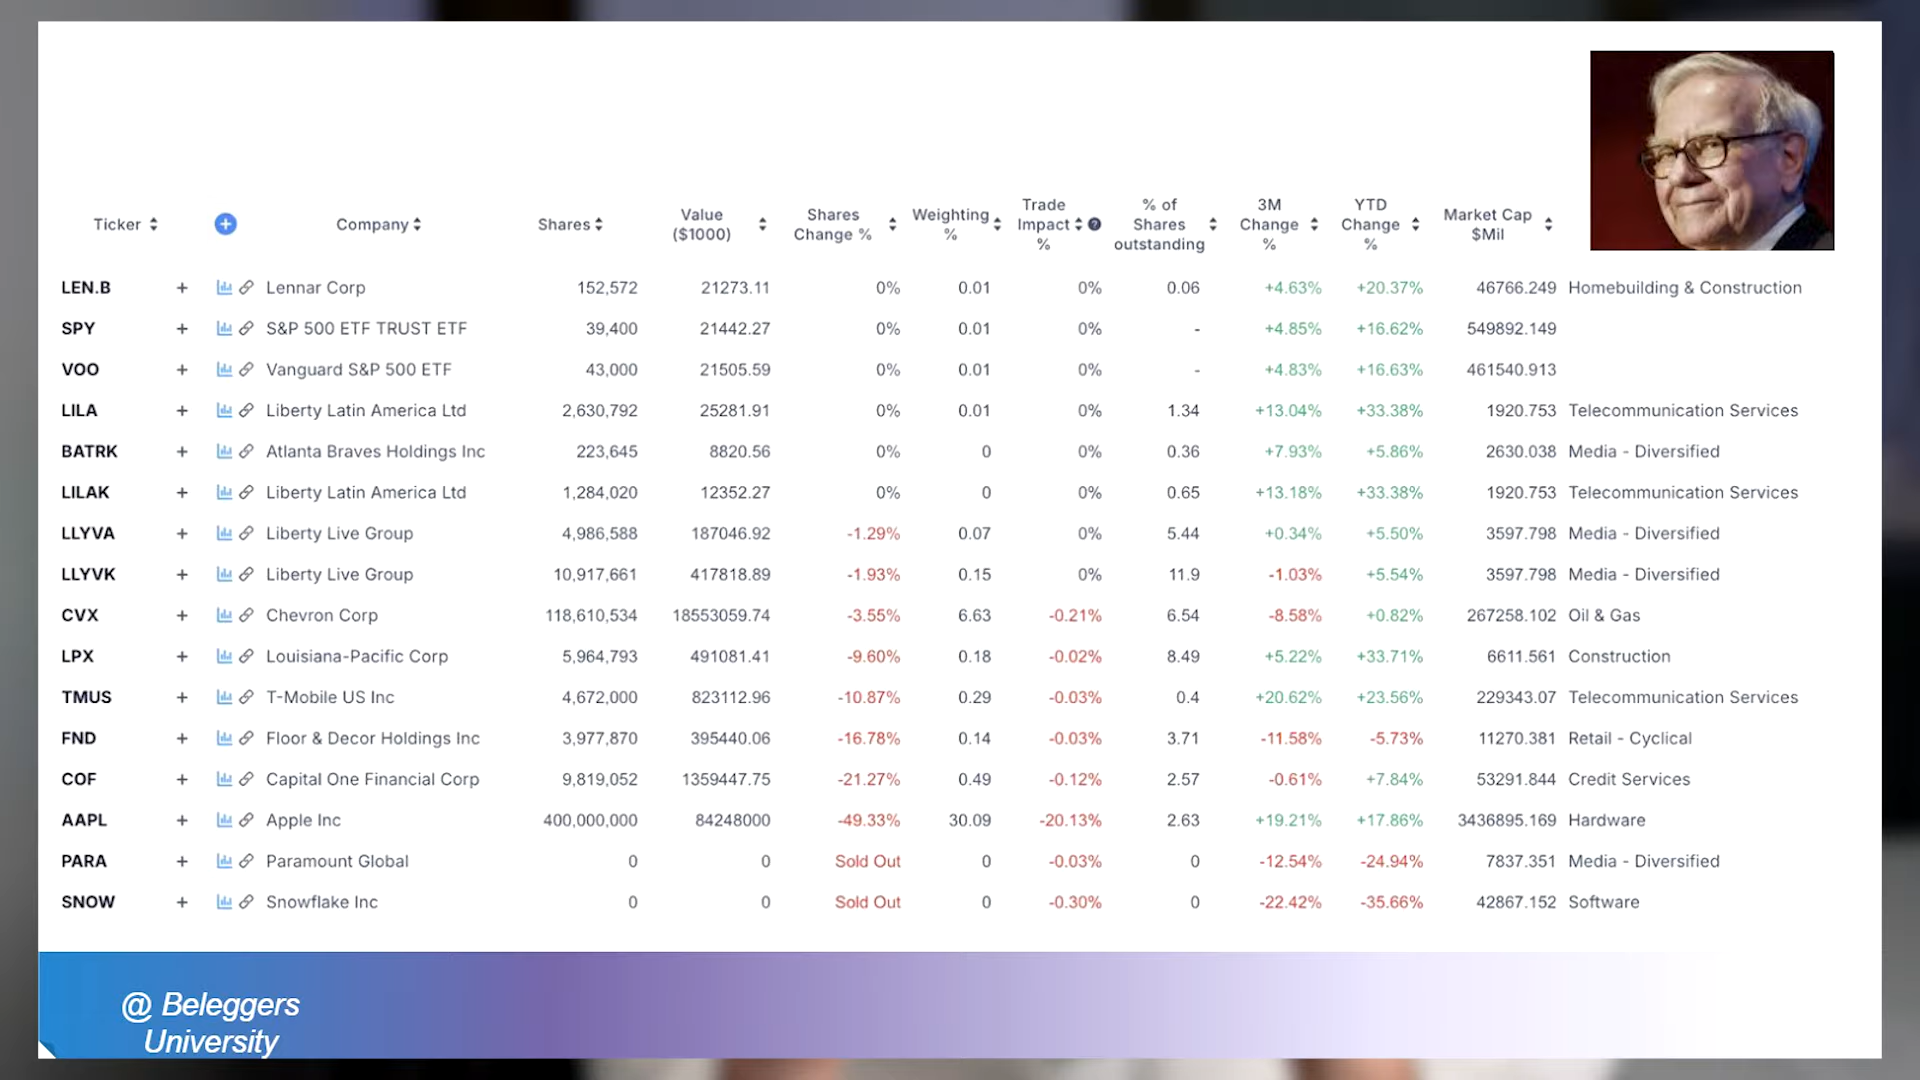 Ticker Company Shares Value ($1000) Shares Change % Weighting % Trade Impact % % of Shares outstanding 3M Change % YTD Change % Market Cap $Mil
LEN.B + Lennar Corp 152,572 21273.11 0% 0.01 0% 0.06 +4.63% +20.37% 46766.249 Homebuilding & Construction
SPY + S&P 500 ETF TRUST ETF 39,400 21442.27 0% 0.01 0% - +4.85% +16.62% 549892.149
VOO + Vanguard S&P 500 ETF 43,000 21505.59 0% 0.01 0% - +4.83% +16.63% 461540.913
LILA + Liberty Latin America Ltd 2,630,792 25281.91 0% 0.01 0% 1.34 +13.04% +33.38% 1920.753 Telecommunication Services
BATRK + Atlanta Braves Holdings Inc 223,645 8820.56 0% 0 0% 0.36 +7.93% +5.86% 2630.038 Media - Diversified
LILAK + Liberty Latin America Ltd 1,284,020 12352.27 0% 0 0% 0.65 +13.18% +33.38% 1920.753 Telecommunication Services
LLYVA + Liberty Live Group 4,986,588 187046.92 -1.29% 0.07 0% 5.44 +0.34% +5.50% 3597.798 Media - Diversified
LLYVK + Liberty Live Group 10,917,661 417818.89 -1.93% 0.15 0% 11.9 -1.03% +5.54% 3597.798 Media - Diversified
CVX + Chevron Corp 118,610,534 18553059.74 -3.55% 6.63 -0.21% 6.54 -8.58% +0.82% 267258.102 Oil & Gas
LPX + Louisiana-Pacific Corp 5,964,793 491081.41 -9.60% 0.18 -0.02% 8.49 +5.22% +33.71% 6611.561 Construction
TMUS + T-Mobile US Inc 4,672,000 823112.96 -10.87% 0.29 -0.03% 0.4 +20.62% +23.56% 229343.07 Telecommunication Services
FND + Floor & Decor Holdings Inc 3,977,870 395440.06 -16.78% 0.14 -0.03% 3.71 -11.58% -5.73% 11270.381 Retail - Cyclical
COF + Capital One Financial Corp 9,819,052 1359447.75 -21.27% 0.49 -0.12% 2.57 -0.61% +7.84% 53291.844 Credit Services
AAPL + Apple Inc 400,000,000 84248000 -49.33% 30.09 -20.13% 2.63 +19.21% +17.86% 3436895.169 Hardware
PARA + Paramount Global 0 0 Sold Out 0 -0.03% 0 -12.54% -24.94% 7837.351 Media - Diversified
SNOW + Snowflake Inc 0 0 Sold Out 0 -0.30% 0 -22.42% -35.66% 42867.152 Software
@ Beleggers
University